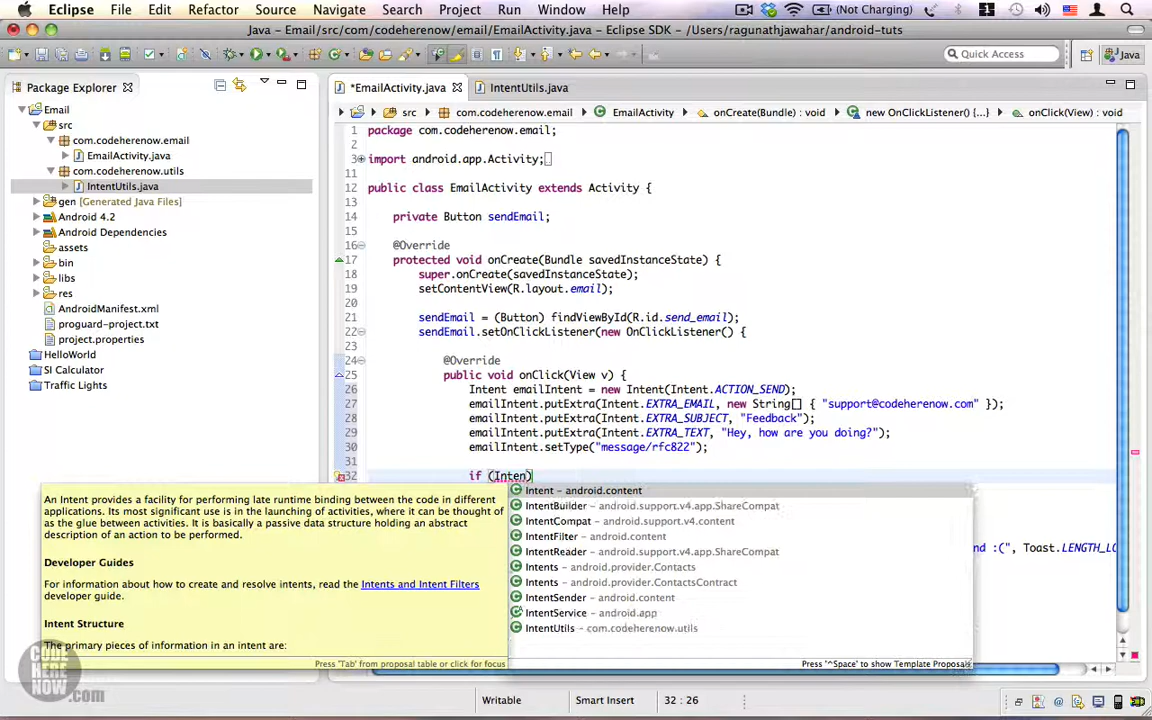 Eclipse File Edit Refactor Source Navigate Search Project Run Window Help (Not Charging)
Java - Email/src/com/codeherenow/email/EmailActivity.java - Eclipse SDK - /Users/ragunathjawahar/android-tuts
Quick Access Java
Package Explorer
*EmailActivity.java IntentUtils.java
src com.codeherenow.email EmailActivity onCreate(Bundle) : void new OnClickListener() {...} onClick(View) : void
Email
src
com.codeherenow.email
EmailActivity.java
com.codeherenow.utils
IntentUtils.java
gen [Generated Java Files]
Android 4.2
Android Dependencies
assets
bin
libs
res
AndroidManifest.xml
proguard-project.txt
project.properties
HelloWorld
SI Calculator
Traffic Lights
1 package com.codeherenow.email;
2
3 import android.app.Activity;
11
12 public class EmailActivity extends Activity {
13
14 private Button sendEmail;
15
16 @Override
17 protected void onCreate(Bundle savedInstanceState) {
18 super.onCreate(savedInstanceState);
19 setContentView(R.layout.email);
20
21 sendEmail = (Button) findViewById(R.id.send_email);
22 sendEmail.setOnClickListener(new OnClickListener() {
23
24 @Override
25 public void onClick(View v) {
26 Intent emailIntent = new Intent(Intent.ACTION_SEND);
27 emailIntent.putExtra(Intent.EXTRA_EMAIL, new String[] { "support@codeherenow.com" });
28 emailIntent.putExtra(Intent.EXTRA_SUBJECT, "Feedback");
29 emailIntent.putExtra(Intent.EXTRA_TEXT, "Hey, how are you doing?");
30 emailIntent.setType("message/rfc822");
31
32 if (Inten)
nd :(", Toast.LENGTH_LO
An Intent provides a facility for performing late runtime binding between the code in different
applications. Its most significant use is in the launching of activities, where it can be thought of
as the glue between activities. It is basically a passive data structure holding an abstract
description of an action to be performed.
Developer Guides
For information about how to create and resolve intents, read the Intents and Intent Filters
developer guide.
Intent Structure
The primary pieces of information in an intent are:
Press 'Tab' from proposal table or click for focus
Intent - android.content
IntentBuilder - android.support.v4.app.ShareCompat
IntentCompat - android.support.v4.content
IntentFilter - android.content
IntentReader - android.support.v4.app.ShareCompat
Intents - android.provider.Contacts
Intents - android.provider.ContactsContract
IntentSender - android.content
IntentService - android.app
IntentUtils - com.codeherenow.utils
Press '^Space' to show Template Proposals
CODE
HERE
NOW.com
Writable Smart Insert 32 : 26